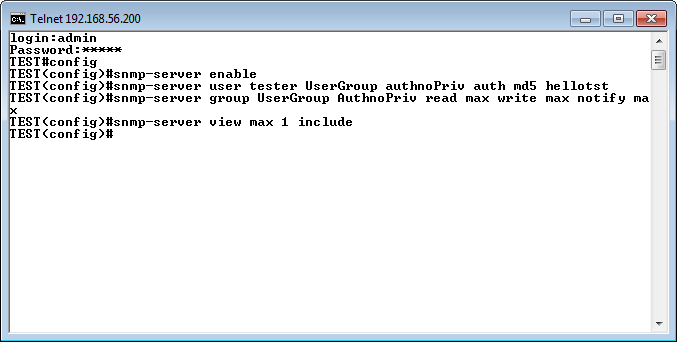 Telnet 192.168.56.200
login:admin
Password:*****
TEST#config
TEST(config)#snmp-server enable
TEST(config)#snmp-server user tester UserGroup authnoPriv auth md5 hellotst
TEST(config)#snmp-server group UserGroup AuthnoPriv read max write max notify ma
x
TEST(config)#snmp-server view max 1 include
TEST(config)#